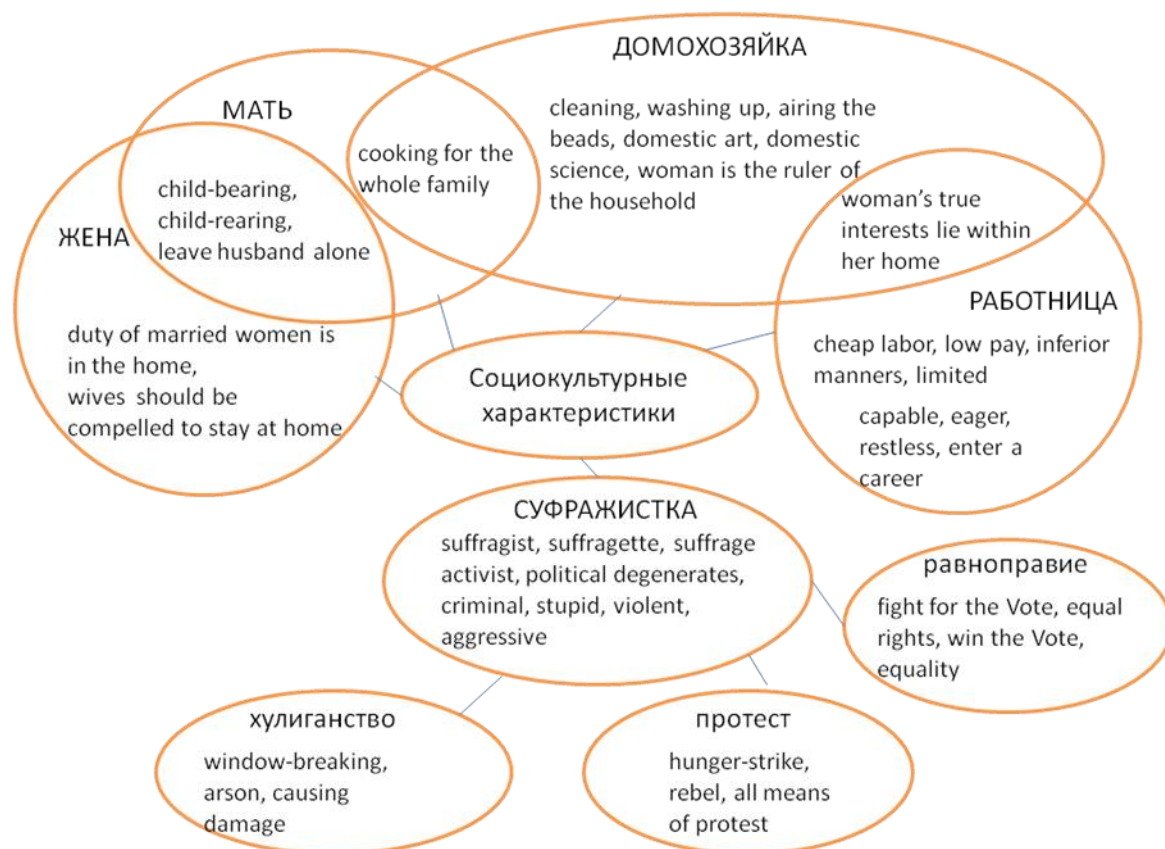 ДОМОХОЗЯЙКА
cleaning, washing up, airing the
beads, domestic art, domestic
science, woman is the ruler of
the household
МАТЬ
cooking for the
whole family
child-bearing,
child-rearing,
leave husband alone
ЖЕНА
duty of married women is
in the home,
wives should be
compelled to stay at home
woman's true
interests lie within
her home
РАБОТНИЦА
cheap labor, low pay, inferior
manners, limited
capable, eager,
restless, enter a
career
Социокультурные
характеристики
СУФРАЖИСТКА
suffragist, suffragette, suffrage
activist, political degenerates,
criminal, stupid, violent,
aggressive
равноправие
fight for the Vote, equal
rights, win the Vote,
equality
хулиганство
window-breaking,
arson, causing
damage
протест
hunger-strike,
rebel, all means
of protest